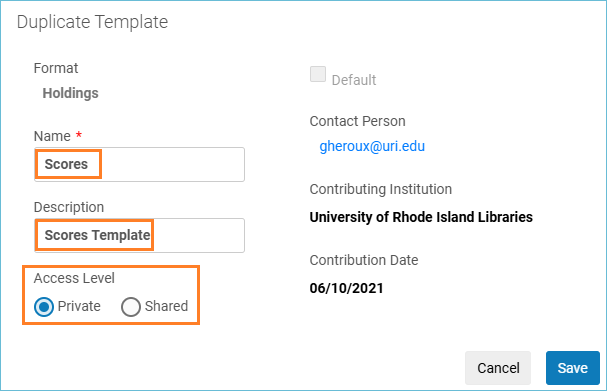 Duplicate Template
Format
Holdings
Name *
Scores
Description
Scores Template
Access Level
Private Shared
Default
Contact Person
gheroux@uri.edu
Contributing Institution
University of Rhode Island Libraries
Contribution Date
06/10/2021
Cancel Save